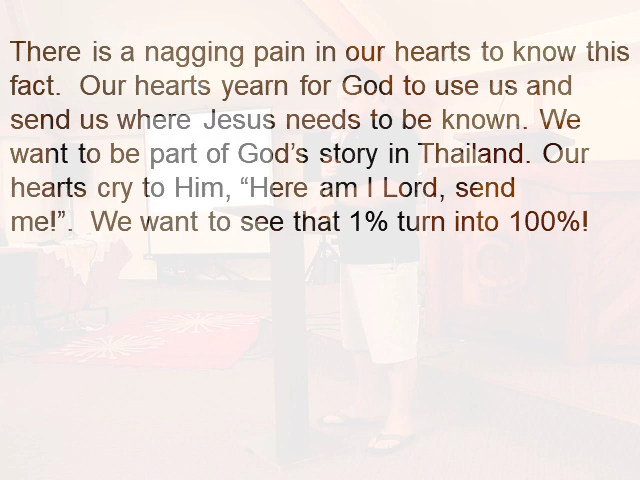 There is a nagging pain in our hearts to know this
fact.  Our hearts yearn for God to use us and
send us where Jesus needs to be known. We
want to be part of God’s story in Thailand. Our
hearts cry to Him, “Here am I Lord, send
me!”.  We want to see that 1% turn into 100%!